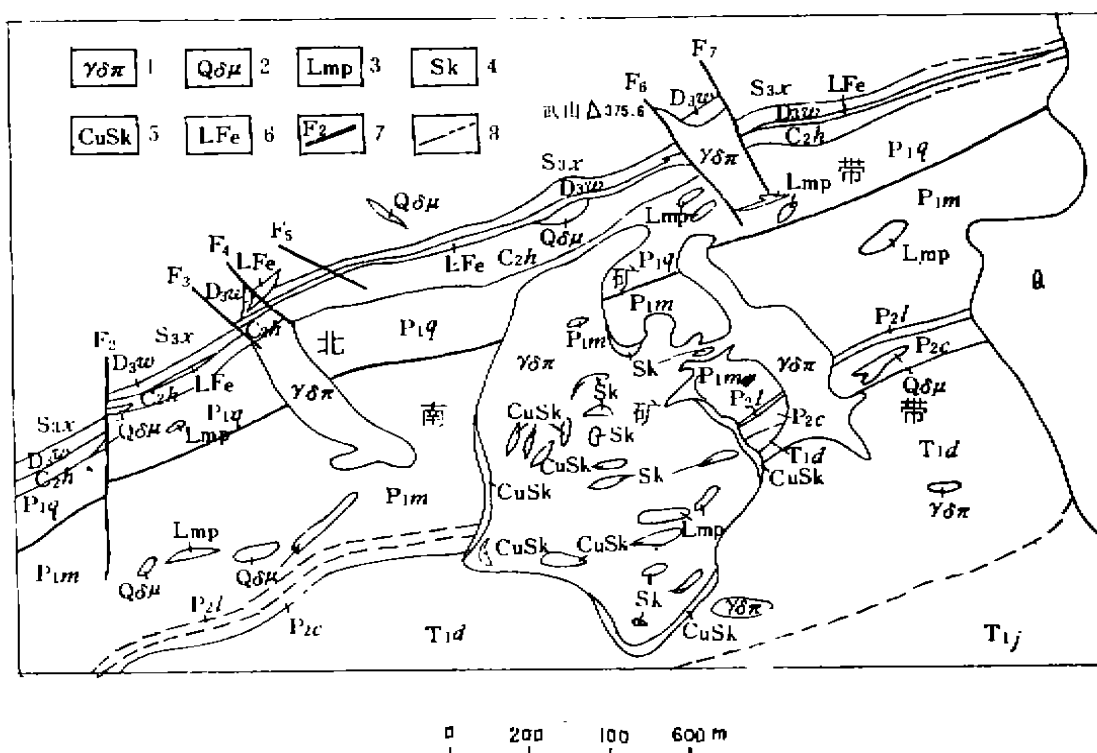 γδπ 1 Qδμ 2 Lmp 3 Sk 4
CuSk 5 LFe 6 F2 7 8
F7
F6
D3w
S3x
LFe
武山 △ 375.6
D3w
C2h
γδπ
S3x
P1q
带
Lmp
D3w
Qδμ
Lmp
P1m
Qδμ
F5
F4
LFe
LFe
C2h
Lmp
F3
矿
P1q
D3w
P1m
Q
S3x
C2h
P1q
北
P2l
F2
γδπ
P1m
γδπ
P2c
D3w
Sk
P1m
Qδμ
LFe
γδπ
C2h
Sk
P2l
带
P1q
南
CuSk
矿
P2c
S3x
Qδμ
Lmp
Sk
T1d
T1d
D3w
CuSk
Sk
CuSk
C2h
CuSk
γδπ
P1q
P1m
Lmp
Lmp
CuSk
CuSk
P1m
Qδμ
Qδμ
Sk
γδπ
P2l
CuSk
P2c
T1d
T1j
0 200 100 600 m